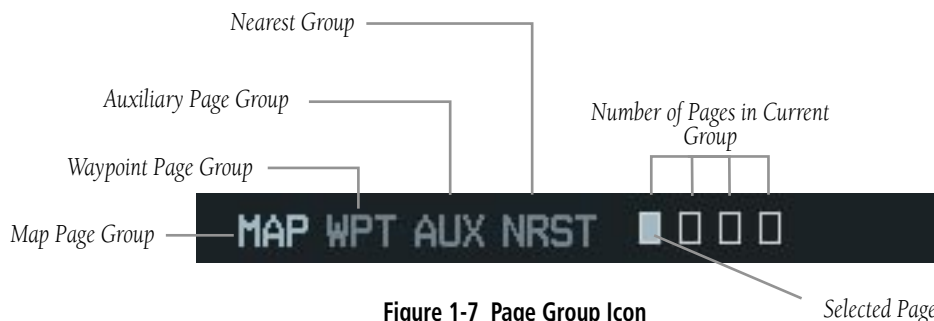 Nearest Group
Auxiliary Page Group
Number of Pages in Current
Group
Waypoint Page Group
Map Page Group
MAP WPT AUX NRST
Selected Page
Figure 1-7 Page Group Icon